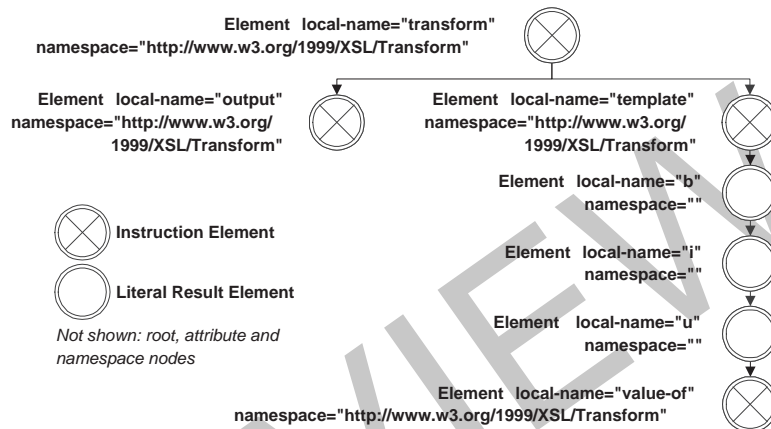 Element local-name="transform"
namespace="http://www.w3.org/1999/XSL/Transform"
Element local-name="output"
namespace="http://www.w3.org/
1999/XSL/Transform"
Element local-name="template"
namespace="http://www.w3.org/
1999/XSL/Transform"
Element local-name="b"
namespace=""
Instruction Element
Element local-name="i"
namespace=""
Literal Result Element
Element local-name="u"
namespace=""
Not shown: root, attribute and
namespace nodes
Element local-name="value-of"
namespace="http://www.w3.org/1999/XSL/Transform"